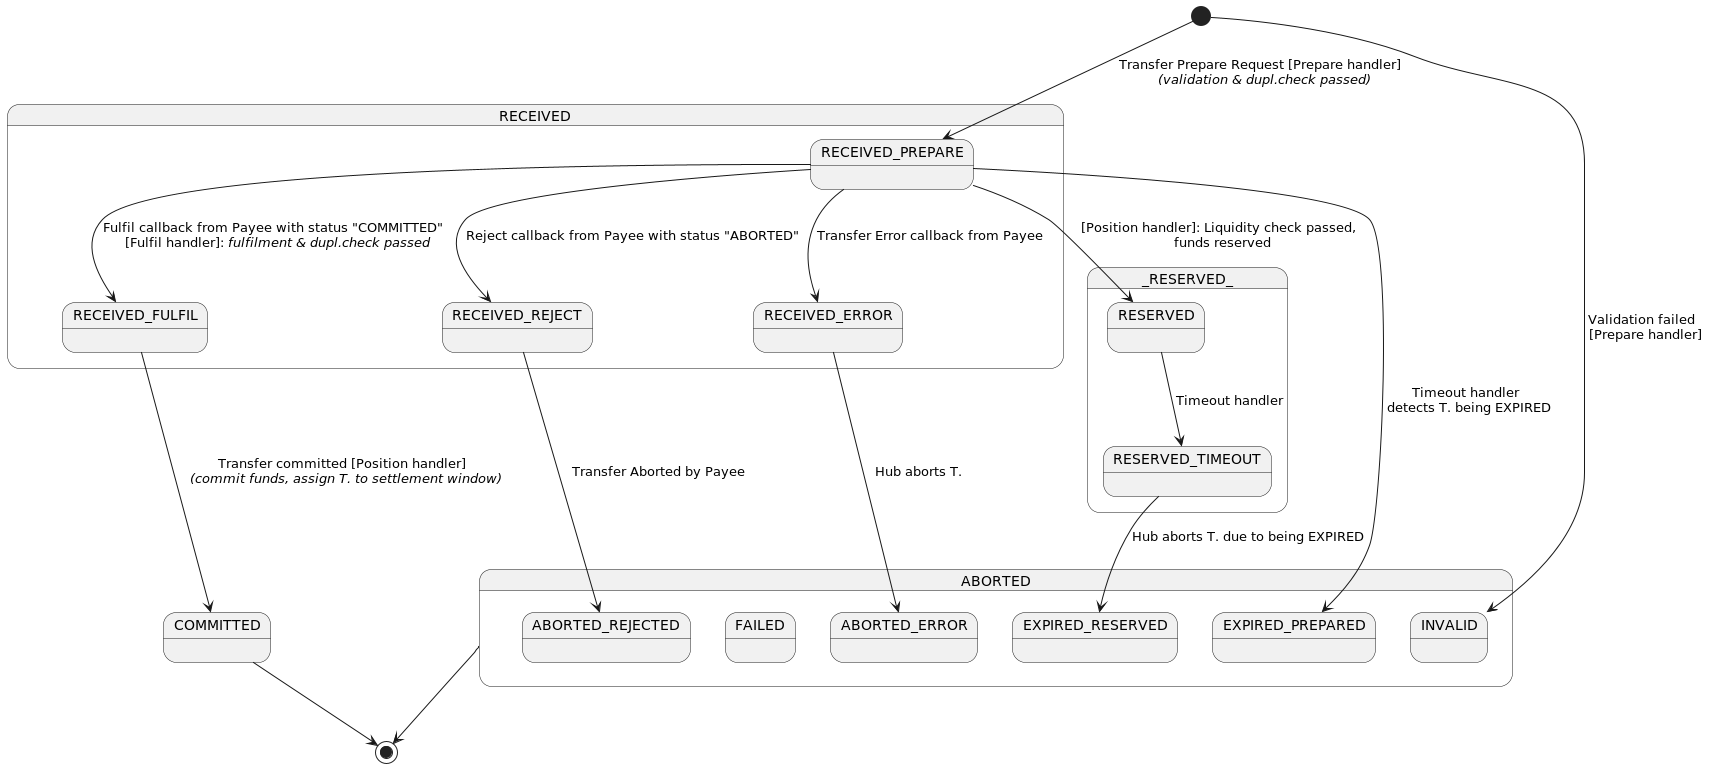 Transfer Prepare Request [Prepare handler]
(validation & dupl.check passed)
RECEIVED
RECEIVED_PREPARE
Fulfil callback from Payee with status "COMMITTED"
[Fulfil handler]: fulfilment & dupl.check passed
Reject callback from Payee with status "ABORTED"
Transfer Error callback from Payee
[Position handler]: Liquidity check passed,
funds reserved
_RESERVED_
RECEIVED_FULFIL
RECEIVED_REJECT
RECEIVED_ERROR
RESERVED
Validation failed
[Prepare handler]
Timeout handler
Timeout handler
detects T. being EXPIRED
RESERVED_TIMEOUT
Transfer committed [Position handler]
(commit funds, assign T. to settlement window)
Transfer Aborted by Payee
Hub aborts T.
Hub aborts T. due to being EXPIRED
ABORTED
COMMITTED
ABORTED_REJECTED
FAILED
ABORTED_ERROR
EXPIRED_RESERVED
EXPIRED_PREPARED
INVALID